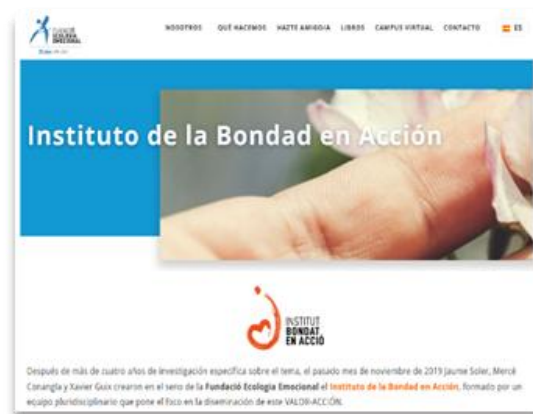 FUNDACIÓ
ECOLOGIA
EMOCIONAL
NOSOTROS QUÉ HACEMOS HAZTE AMIGO/A LIBROS CAMPUS VIRTUAL CONTACTO ES
Instituto de la Bondad en Acción
INSTITUT
BONDAT
EN ACCIÓ
Después de más de cuatro años de investigación específica sobre el tema, el pasado mes de noviembre de 2019 Jaume Soler, Mercè
Conangla y Xavier Guix crearon en el seno de la Fundació Ecologia Emocional el Instituto de la Bondad en Acción, formado por un
equipo pluridisciplinario que pone el foco en la diseminación de este VALOR-ACCIÓN.